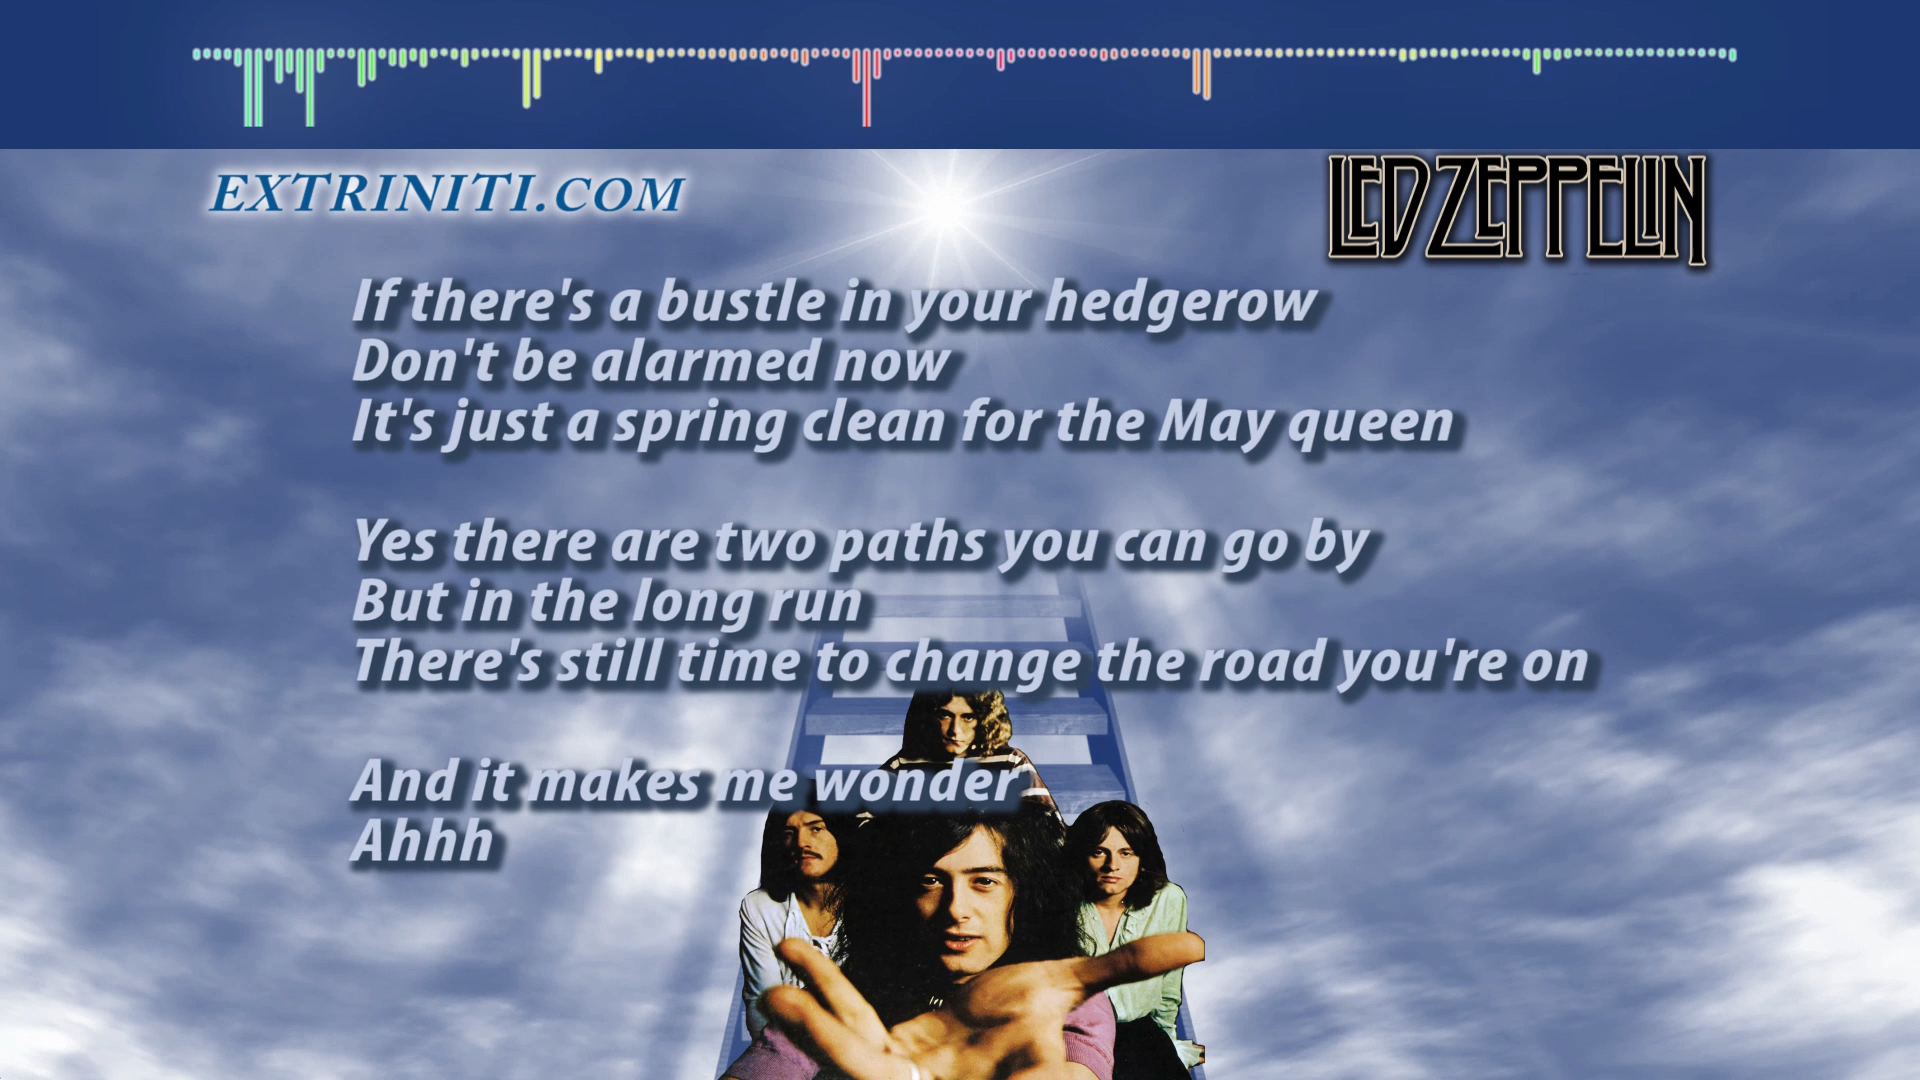 EXTRINITI.COM
LED ZEPPELIN
If there's a bustle in your hedgerow
Don't be alarmed now
It's just a spring clean for the May queen
Yes there are two paths you can go by
But in the long run
There's still time to change the road you're on
And it makes me wonder
Ahhh